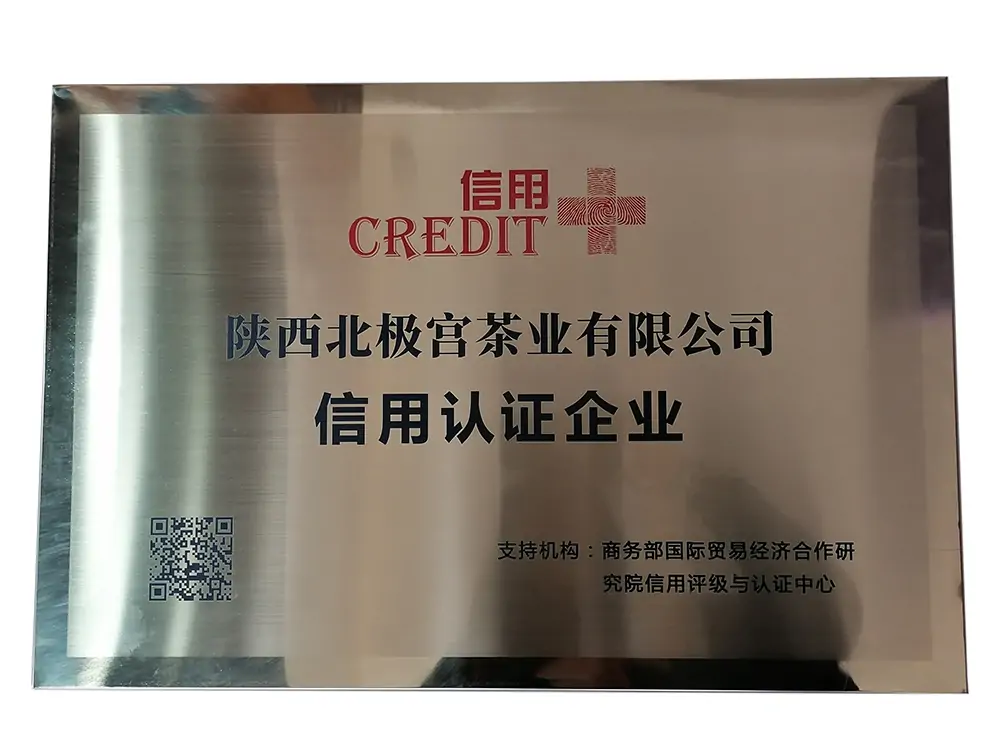 信用
CREDIT
陕西北极宫茶业有限公司
信用认证企业
支持机构：商务部国际贸易经济合作研
究院信用评级与认证中心